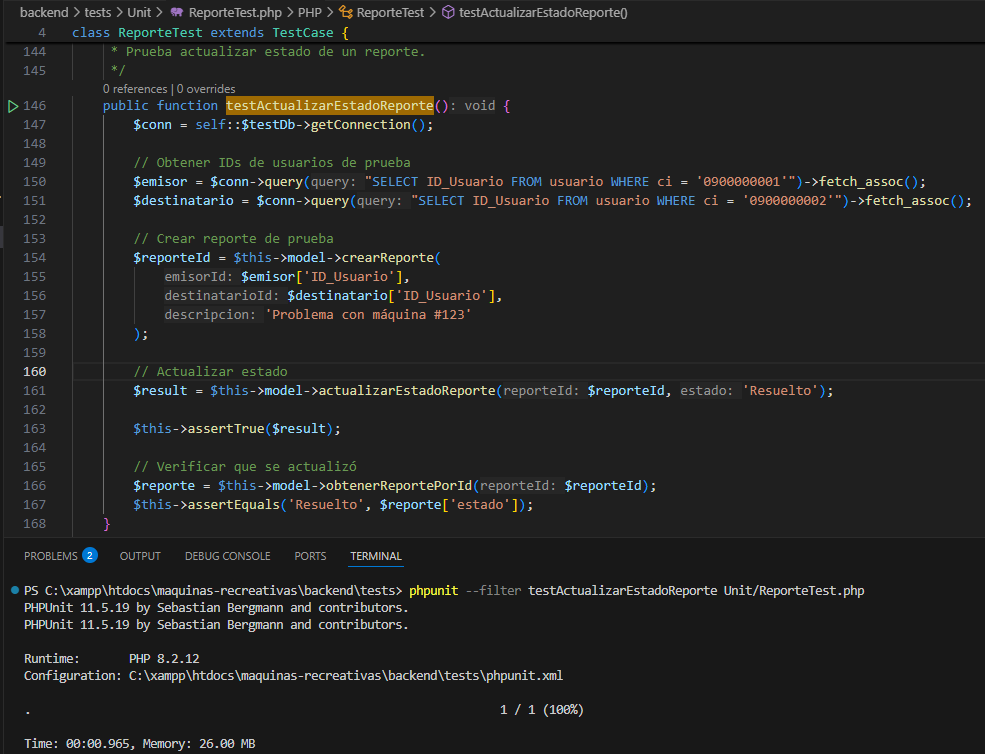 backend > tests > Unit > ReporteTest.php > PHP > ReporteTest > testActualizarEstadoReporte()
4 class ReporteTest extends TestCase {
144 * Prueba actualizar estado de un reporte.
145 */
0 references | 0 overrides
146 public function testActualizarEstadoReporte(): void {
147 $conn = self::$testDb->getConnection();
148
149 // Obtener IDs de usuarios de prueba
150 $emisor = $conn->query(query: "SELECT ID_Usuario FROM usuario WHERE ci = '0900000001'")->fetch_assoc();
151 $destinatario = $conn->query(query: "SELECT ID_Usuario FROM usuario WHERE ci = '0900000002'")->fetch_assoc();
152
153 // Crear reporte de prueba
154 $reporteId = $this->model->crearReporte(
155 emisorId: $emisor['ID_Usuario'],
156 destinatarioId: $destinatario['ID_Usuario'],
157 descripcion: 'Problema con máquina #123'
158 );
159
160 // Actualizar estado
161 $result = $this->model->actualizarEstadoReporte(reporteId: $reporteId, estado: 'Resuelto');
162
163 $this->assertTrue($result);
164
165 // Verificar que se actualizó
166 $reporte = $this->model->obtenerReportePorId(reporteId: $reporteId);
167 $this->assertEquals('Resuelto', $reporte['estado']);
168 }
PROBLEMS 2 OUTPUT DEBUG CONSOLE PORTS TERMINAL
PS C:\xampp\htdocs\maquinas-recreativas\backend\tests> phpunit --filter testActualizarEstadoReporte Unit/ReporteTest.php
PHPUnit 11.5.19 by Sebastian Bergmann and contributors.
PHPUnit 11.5.19 by Sebastian Bergmann and contributors.
Runtime: PHP 8.2.12
Configuration: C:\xampp\htdocs\maquinas-recreativas\backend\tests\phpunit.xml
. 1 / 1 (100%)
Time: 00:00.965, Memory: 26.00 MB